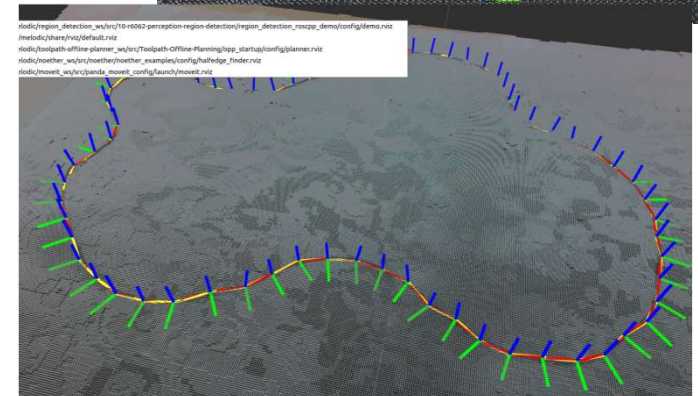 elodic/region_detection_ws/src/10-r6062-perception-region-detection/region_detection_roscpp_demo/config/demo.rviz
/melodic/share/rviz/default.rviz
elodic/toolpath-offline-planner_ws/src/Toolpath-Offline-Planning/opp_startup/config/planner.rviz
elodic/noether_ws/src/noether/noether_examples/config/halfedge_finder.rviz
elodic/moveit_ws/src/panda_moveit_config/launch/moveit.rviz